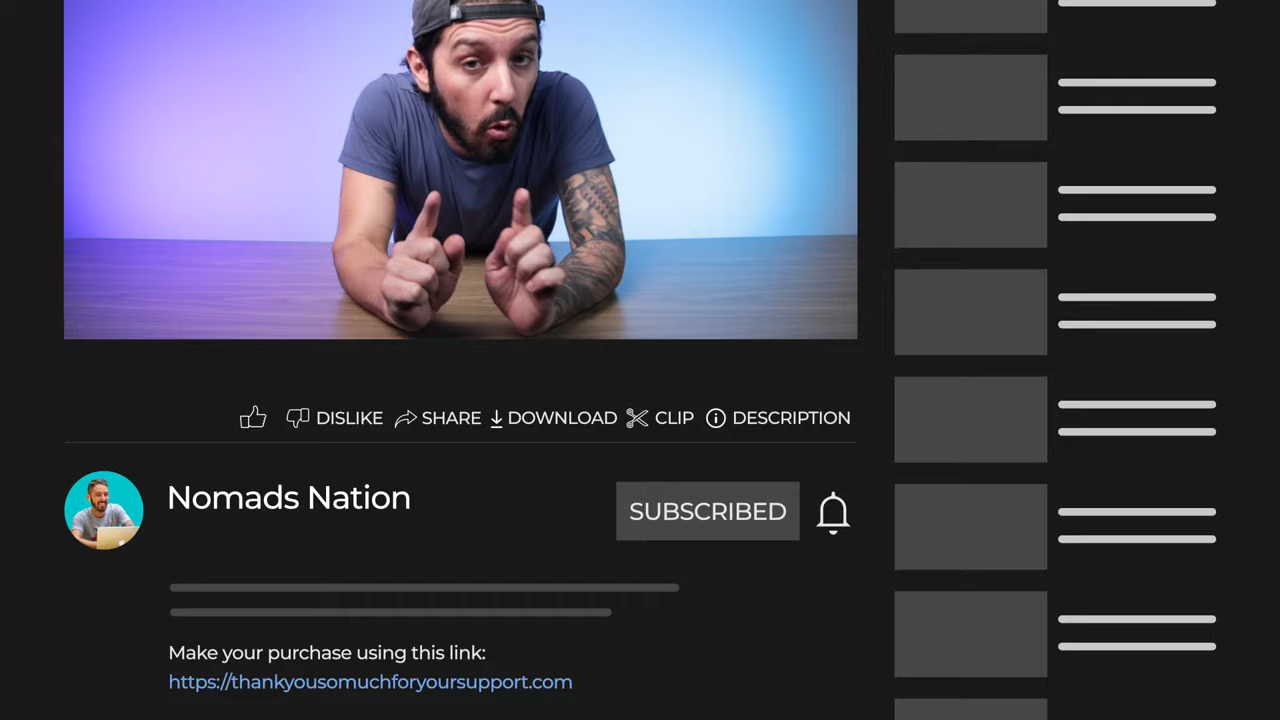 DISLIKE SHARE DOWNLOAD CLIP DESCRIPTION
Nomads Nation
SUBSCRIBED
Make your purchase using this link:
https://thankyousomuchforyoursupport.com